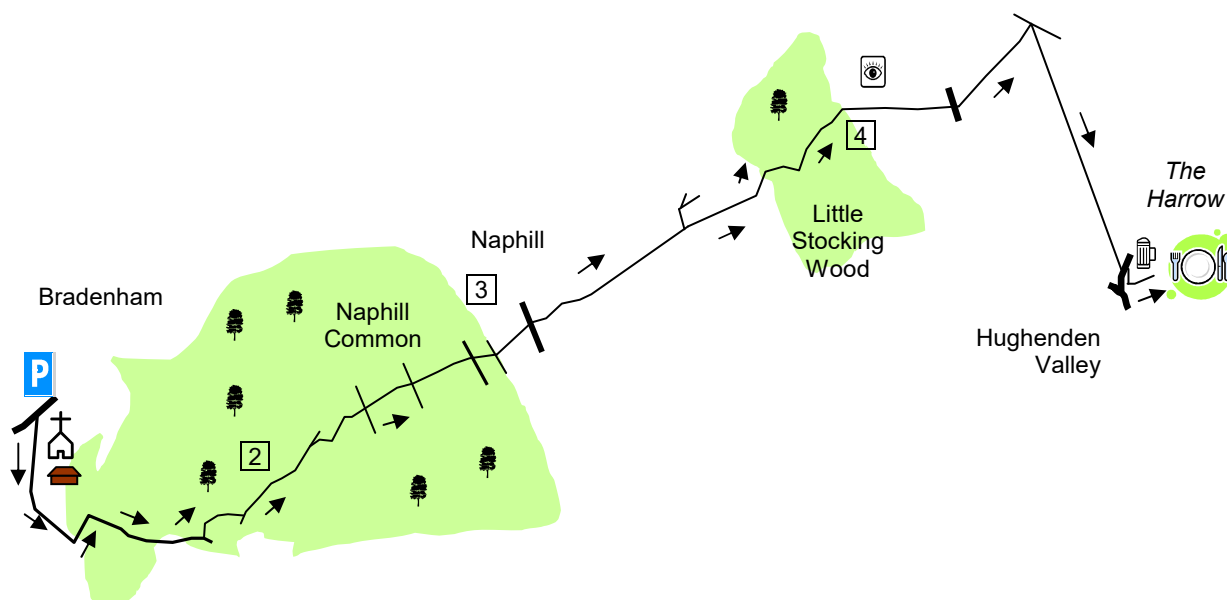 The
Harrow
4
Little
Stocking
Wood
Naphill
3
Bradenham
Naphill
Common
Hughenden
Valley
P
2